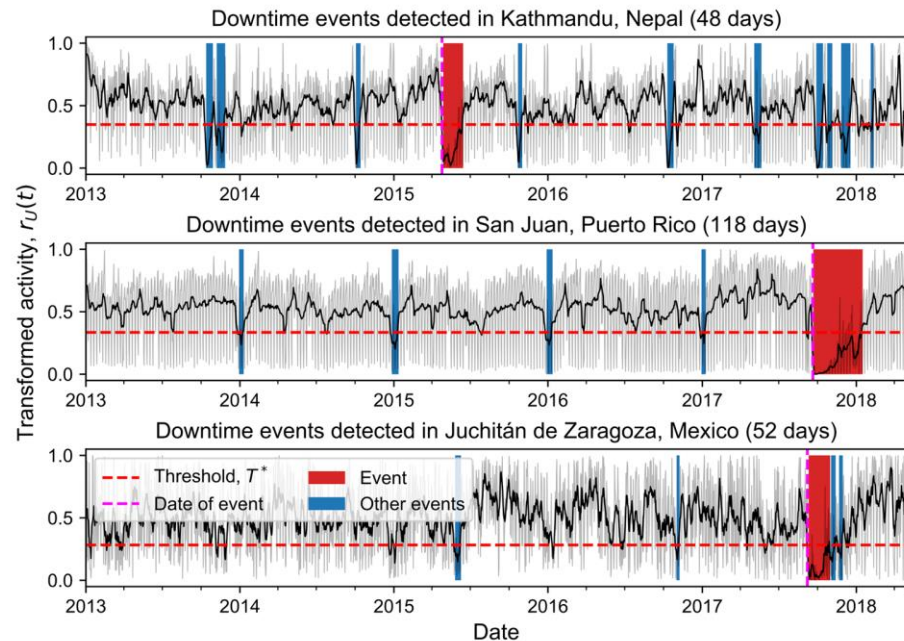 Downtime events detected in Kathmandu, Nepal (48 days)
1.0
0.5
0.0
2013 2014 2015 2016 2017 2018
Downtime events detected in San Juan, Puerto Rico (118 days)
Transformed activity, r_U(t)
1.0
0.5
0.0
2013 2014 2015 2016 2017 2018
Downtime events detected in Juchitán de Zaragoza, Mexico (52 days)
1.0
0.5
0.0
Threshold, T* Event
Date of event Other events
2013 2014 2015 2016 2017 2018
Date